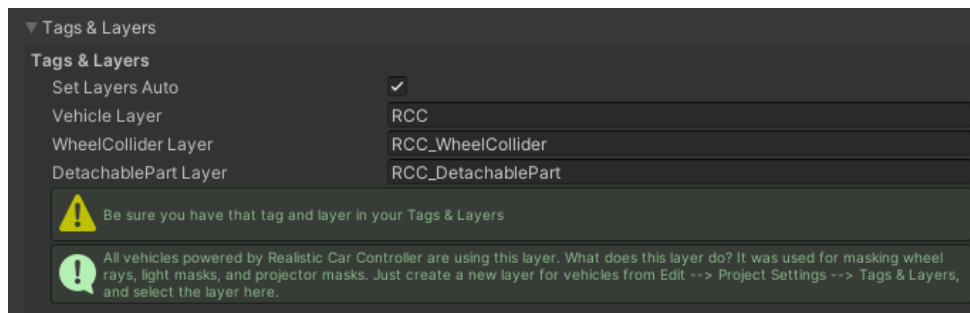 Tags & Layers
Tags & Layers
Set Layers Auto
Vehicle Layer RCC
WheelCollider Layer RCC_WheelCollider
DetachablePart Layer RCC_DetachablePart
Be sure you have that tag and layer in your Tags & Layers
All vehicles powered by Realistic Car Controller are using this layer. What does this layer do? It was used for masking wheel
rays, light masks, and projector masks. Just create a new layer for vehicles from Edit --> Project Settings --> Tags & Layers,
and select the layer here.